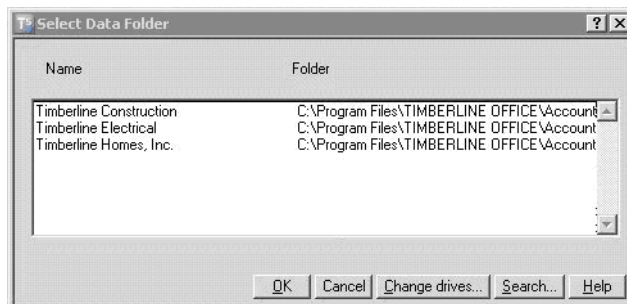 Select Data Folder
Name Folder
Timberline Construction C:\Program Files\TIMBERLINE OFFICE\Account
Timberline Electrical C:\Program Files\TIMBERLINE OFFICE\Account
Timberline Homes, Inc. C:\Program Files\TIMBERLINE OFFICE\Account
OK Cancel Change drives... Search... Help